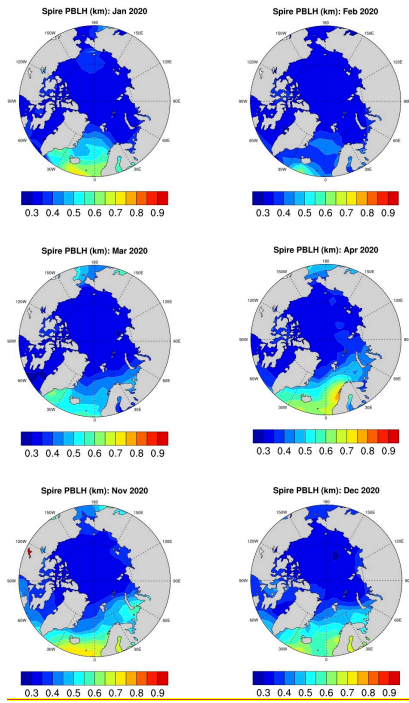 Spire PBLH (km): Jan 2020
180
150W
150E
120W
120E
90W
90E
60W
60E
30W
30E
0
0.3 0.4 0.5 0.6 0.7 0.8 0.9
Spire PBLH (km): Feb 2020
180
150W
150E
120W
120E
90W
90E
60W
60E
30W
30E
0
0.3 0.4 0.5 0.6 0.7 0.8 0.9
Spire PBLH (km): Mar 2020
180
150W
150E
120W
120E
90W
90E
60W
60E
30W
30E
0
0.3 0.4 0.5 0.6 0.7 0.8 0.9
Spire PBLH (km): Apr 2020
180
150W
150E
120W
120E
90W
90E
60W
60E
30W
30E
0
0.3 0.4 0.5 0.6 0.7 0.8 0.9
Spire PBLH (km): Nov 2020
180
150W
150E
120W
120E
90W
90E
60W
60E
30W
30E
0
0.3 0.4 0.5 0.6 0.7 0.8 0.9
Spire PBLH (km): Dec 2020
180
150W
150E
120W
120E
90W
90E
60W
60E
30W
30E
0
0.3 0.4 0.5 0.6 0.7 0.8 0.9